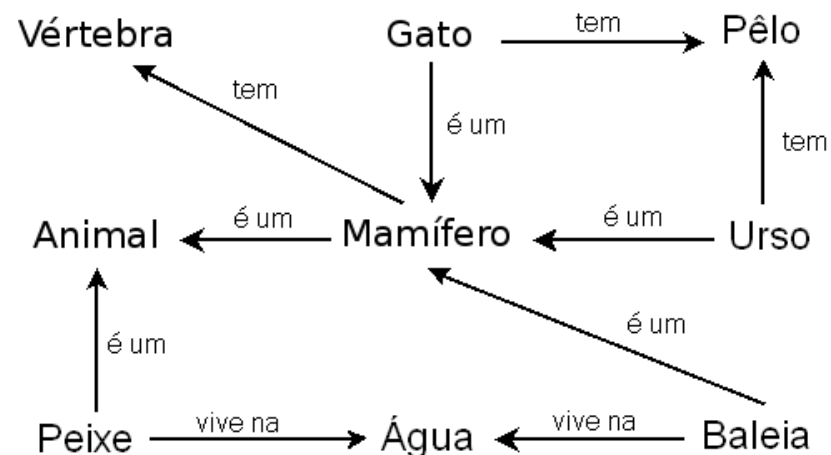 Vértebra
Gato
tem
Pêlo
tem
é um
tem
Animal
é um
Mamífero
é um
Urso
é um
é um
Peixe
vive na
Água
vive na
Baleia